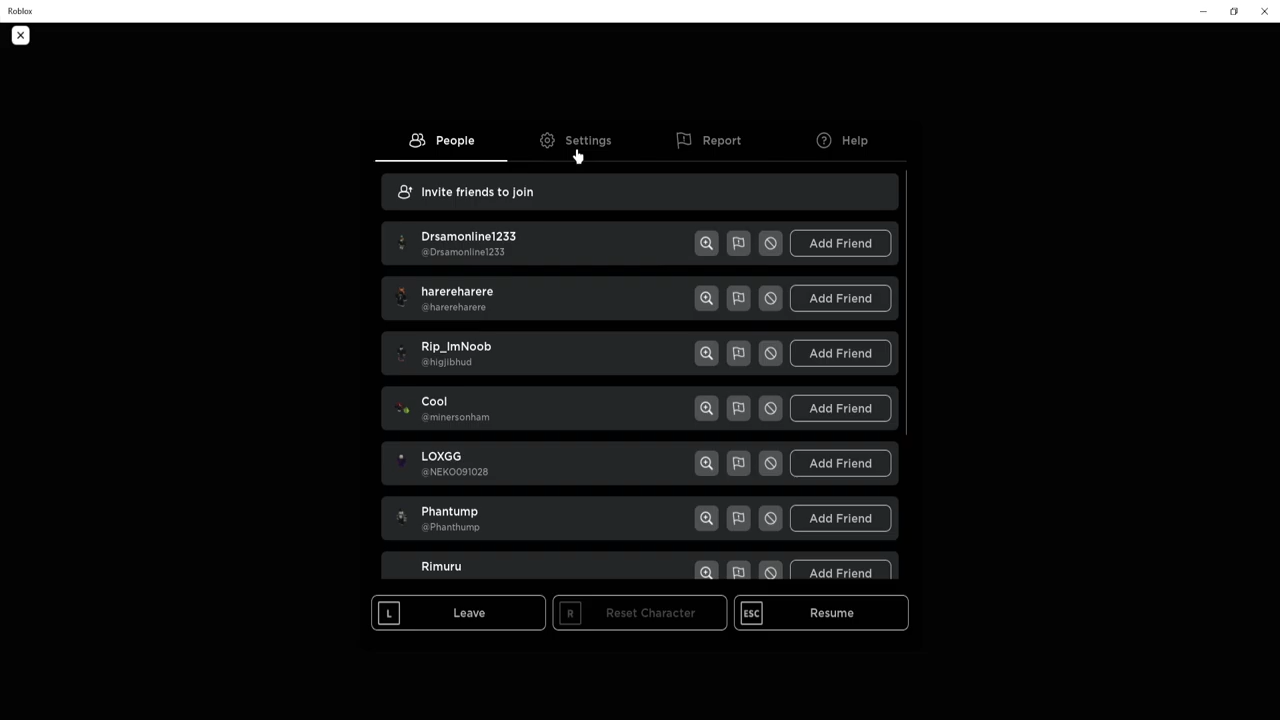 Roblox
People
Settings
Report
Help
Invite friends to join
Drsamonline1233
@Drsamonline1233
Add Friend
harereharere
@harereharere
Add Friend
Rip_ImNoob
@higjibhud
Add Friend
Cool
@minersonham
Add Friend
LOXGG
@NEKO091028
Add Friend
Phantump
@Phanthump
Add Friend
Rimuru
Add Friend
L Leave
R Reset Character
ESC Resume